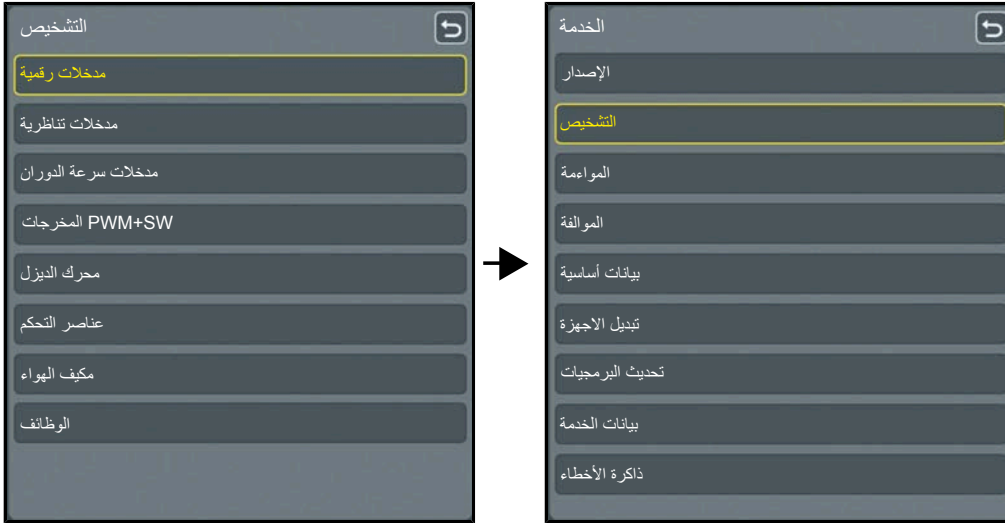 التشخيص
مدخلات رقمية
مدخلات تناظرية
مدخلات سرعة الدوران
PWM+SW المخرجات
محرك الديزل
عناصر التحكم
مكيف الهواء
الوظائف
الخدمة
الإصدار
التشخيص
المواءمة
الموالفة
بيانات أساسية
تبديل الاجهزة
تحديث البرمجيات
بيانات الخدمة
ذاكرة الأخطاء